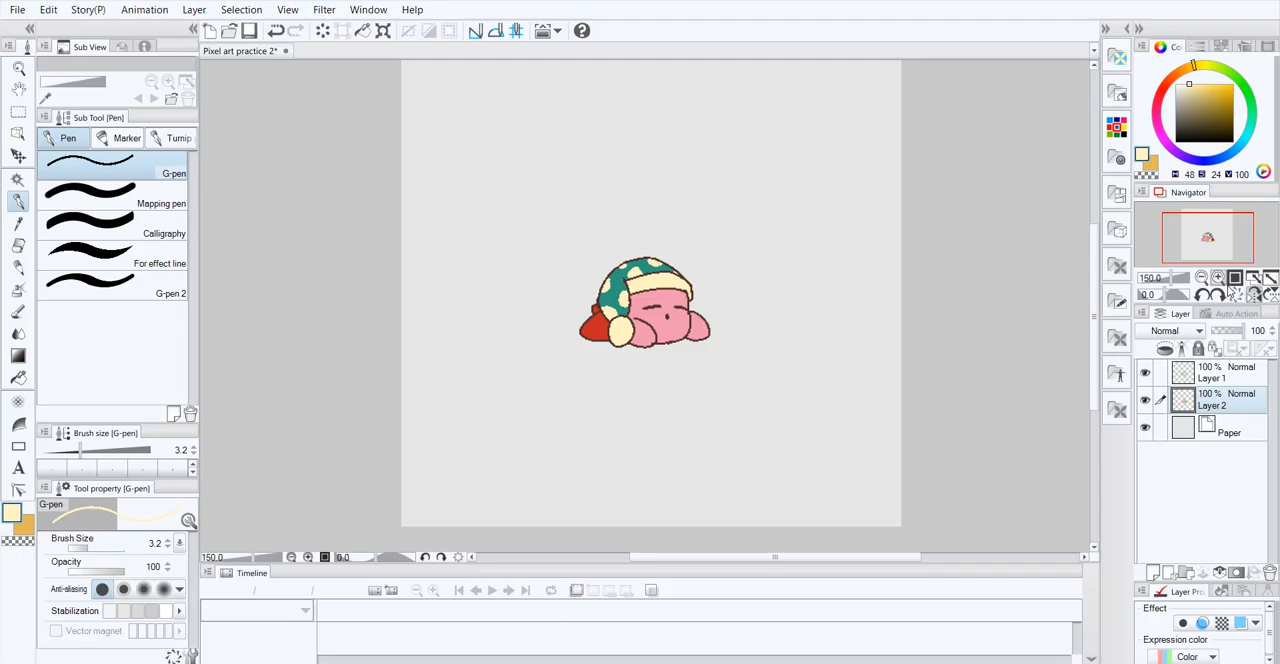 File Edit Story(P) Animation Layer Selection View Filter Window Help
Pixel art practice 2*
Sub View
Sub Tool [Pen]
Pen Marker Turnip
G-pen
Mapping pen
Calligraphy
For effect line
G-pen 2
Brush size [G-pen]
3.2
Tool property [G-pen]
G-pen
Brush Size 3.2
Opacity 100
Anti-aliasing
Stabilization
Vector magnet
150.0 0.0
Timeline
Co
H 48 S 24 V 100
Navigator
150.0
0.0
Layer Auto Action
Normal 100
100 % Normal
Layer 1
100 % Normal
Layer 2
Paper
Layer Pro
Effect
Expression color
Color